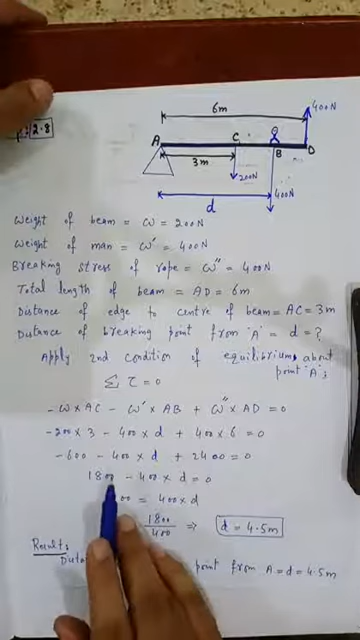 2.8
6m
400N
A
C
B
D
3m
200N
400N
d
Weight of beam = ω = 200N
Weight of man = ω' = 400N
Breaking stress of rope = ω'' = 400N
Total length of beam = AD = 6m
Distance of edge to centre of beam = AC = 3m
Distance of breaking point from 'A' = d = ?
Apply 2nd condition of equilibrium, about
point 'A';
Σ τ = 0
-ω x AC - ω' x AB + ω'' x AD = 0
-200 x 3 - 400 x d + 400 x 6 = 0
-600 - 400 x d + 2400 = 0
1800 - 400 x d = 0
00 = 400 x d
1800/400 ⇒ d = 4.5m
Results
point from A = d = 4.5m